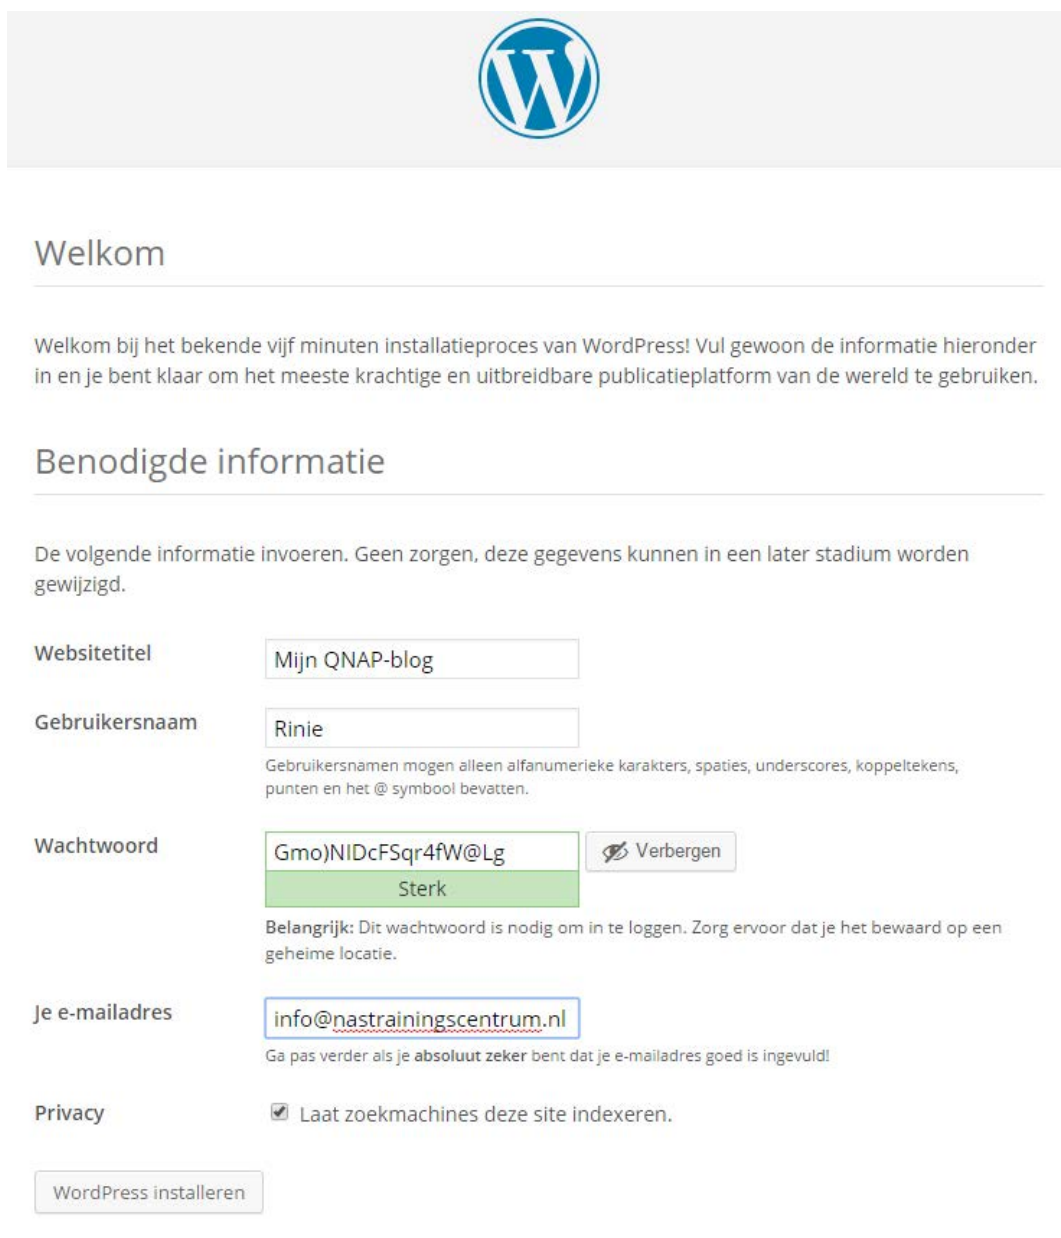 Welkom
Welkom bij het bekende vijf minuten installatieproces van WordPress! Vul gewoon de informatie hieronder
in en je bent klaar om het meeste krachtige en uitbreidbare publicatieplatform van de wereld te gebruiken.
Benodigde informatie
De volgende informatie invoeren. Geen zorgen, deze gegevens kunnen in een later stadium worden
gewijzigd.
Websitetitel
Mijn QNAP-blog
Gebruikersnaam
Rinie
Gebruikersnamen mogen alleen alfanumerieke karakters, spaties, underscores, koppeltekens,
punten en het @ symbool bevatten.
Wachtwoord
Gmo)NIDcFSqr4fW@Lg
Verbergen
Sterk
Belangrijk: Dit wachtwoord is nodig om in te loggen. Zorg ervoor dat je het bewaard op een
geheime locatie.
Je e-mailadres
info@nastrainingscentrum.nl
Ga pas verder als je absoluut zeker bent dat je e-mailadres goed is ingevuld!
Privacy
Laat zoekmachines deze site indexeren.
WordPress installeren